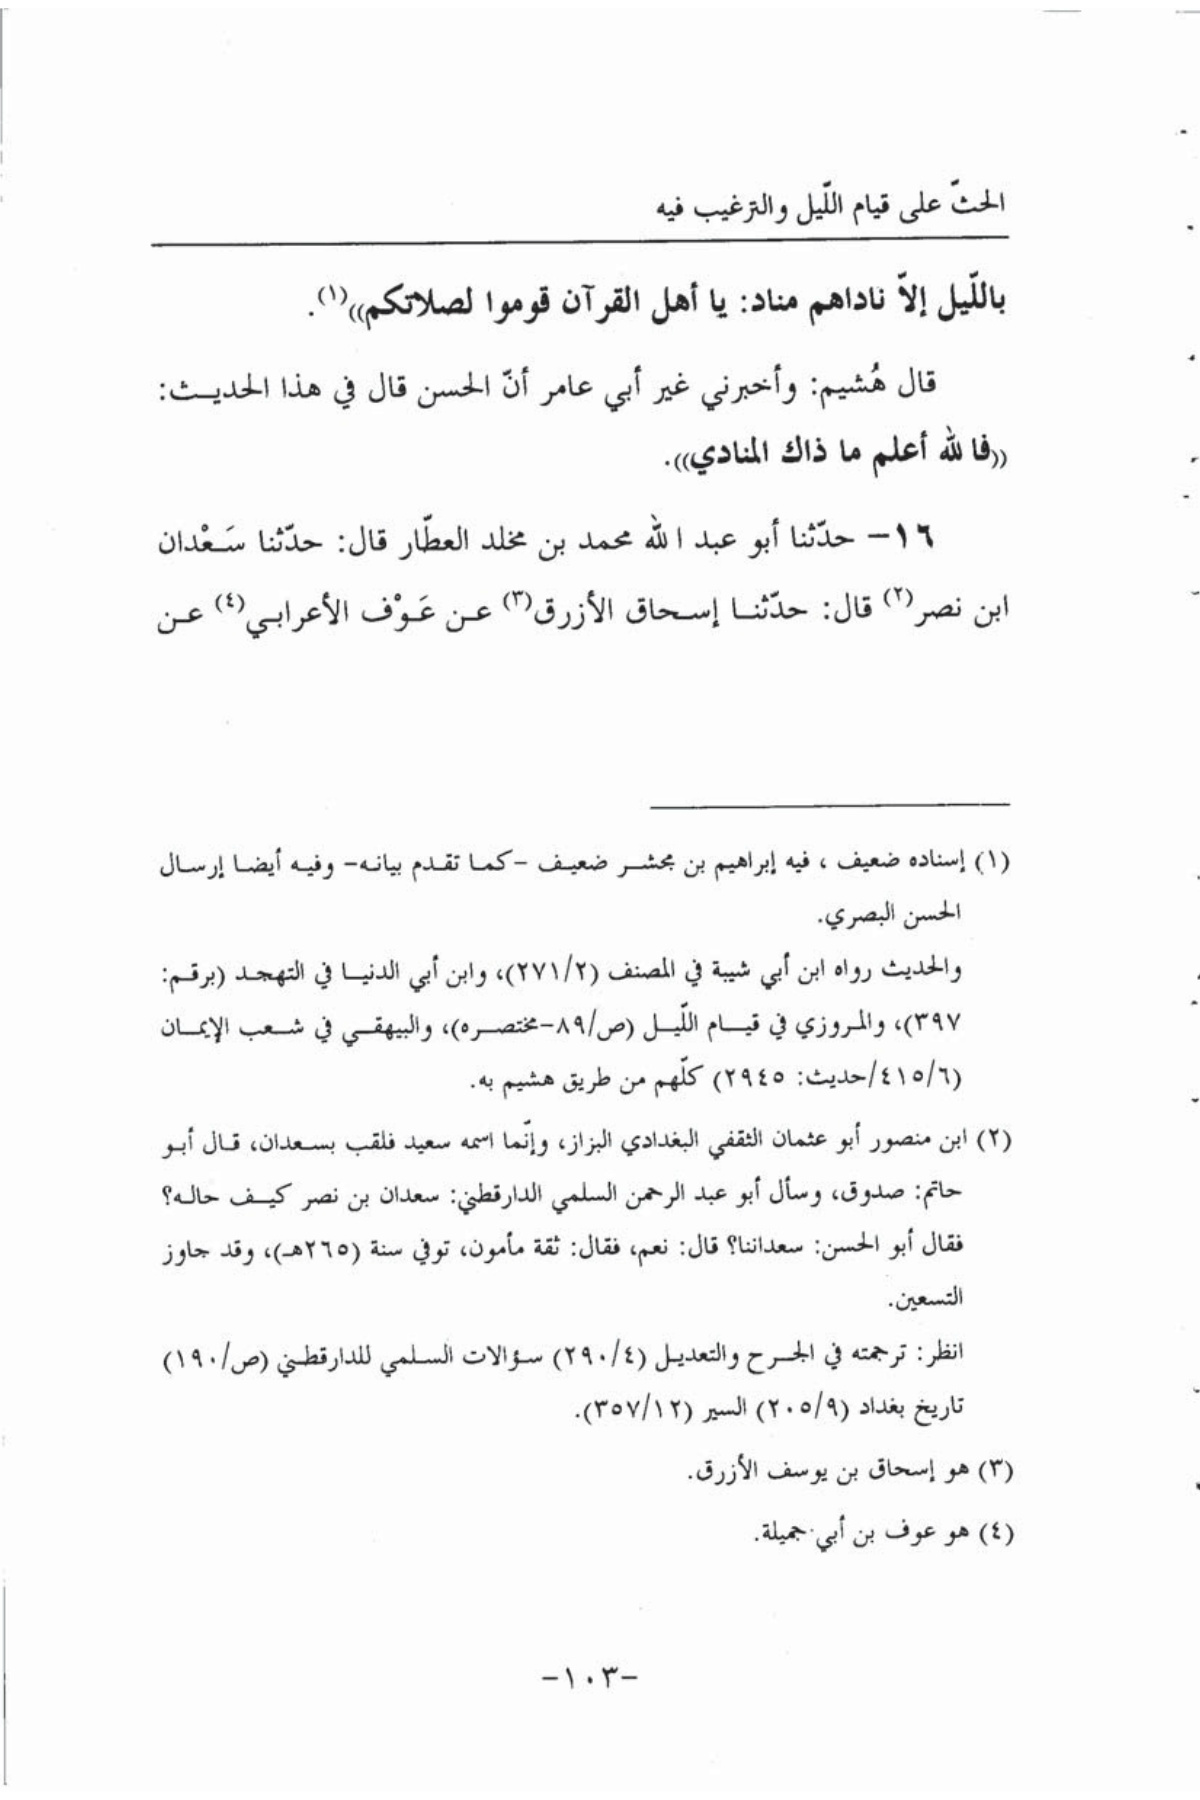 الحثّ على قيام اللّيل والترغيب فيه
باللّيل إلاّ ناداهم مناد: يا أهل القرآن قوموا لصلاتكم))(١).
قال هُشيم: وأخبرني غير أبي عامر أنّ الحسن قال في هذا الحديث:
((فالله أعلم ما ذاك المنادي)).
١٦- حدّثنا أبو عبد الله محمد بن مخلد العطّار قال: حدّثنا سَعْدان
ابن نصر(٢) قال: حدّثنا إسحاق الأزرق(٣) عن عَوْف الأعرابي(٤) عن
(١) إسناده ضعيف ، فيه إبراهيم بن مجشر ضعيف -كما تقدم بيانه- وفيه أيضا إرسال
الحسن البصري.
والحديث رواه ابن أبي شيبة في المصنف (٢٧١/٢)، وابن أبي الدنيا في التهجد (برقم:
٣٩٧)، والمروزي في قيام اللّيل (ص/٨٩-مختصره)، والبيهقي في شعب الإيمان
(٤١٥/٦/حديث: ٢٩٤٥) كلّهم من طريق هشيم به.
(٢) ابن منصور أبو عثمان الثقفي البغدادي البزاز، وإنّما اسمه سعيد فلقب بسعدان، قال أبو
حاتم: صدوق، وسأل أبو عبد الرحمن السلمي الدارقطني: سعدان بن نصر كيف حاله؟
فقال أبو الحسن: سعداننا؟ قال: نعم، فقال: ثقة مأمون، توفي سنة (٢٦٥هـ)، وقد جاوز
التسعين.
انظر: ترجمته في الجرح والتعديل (٢٩٠/٤) سؤالات السلمي للدارقطني (ص/١٩٠)
تاريخ بغداد (٢٠٥/٩) السير (٣٥٧/١٢).
(٣) هو إسحاق بن يوسف الأزرق.
(٤) هو عوف بن أبي جميلة.
-١٠٣-